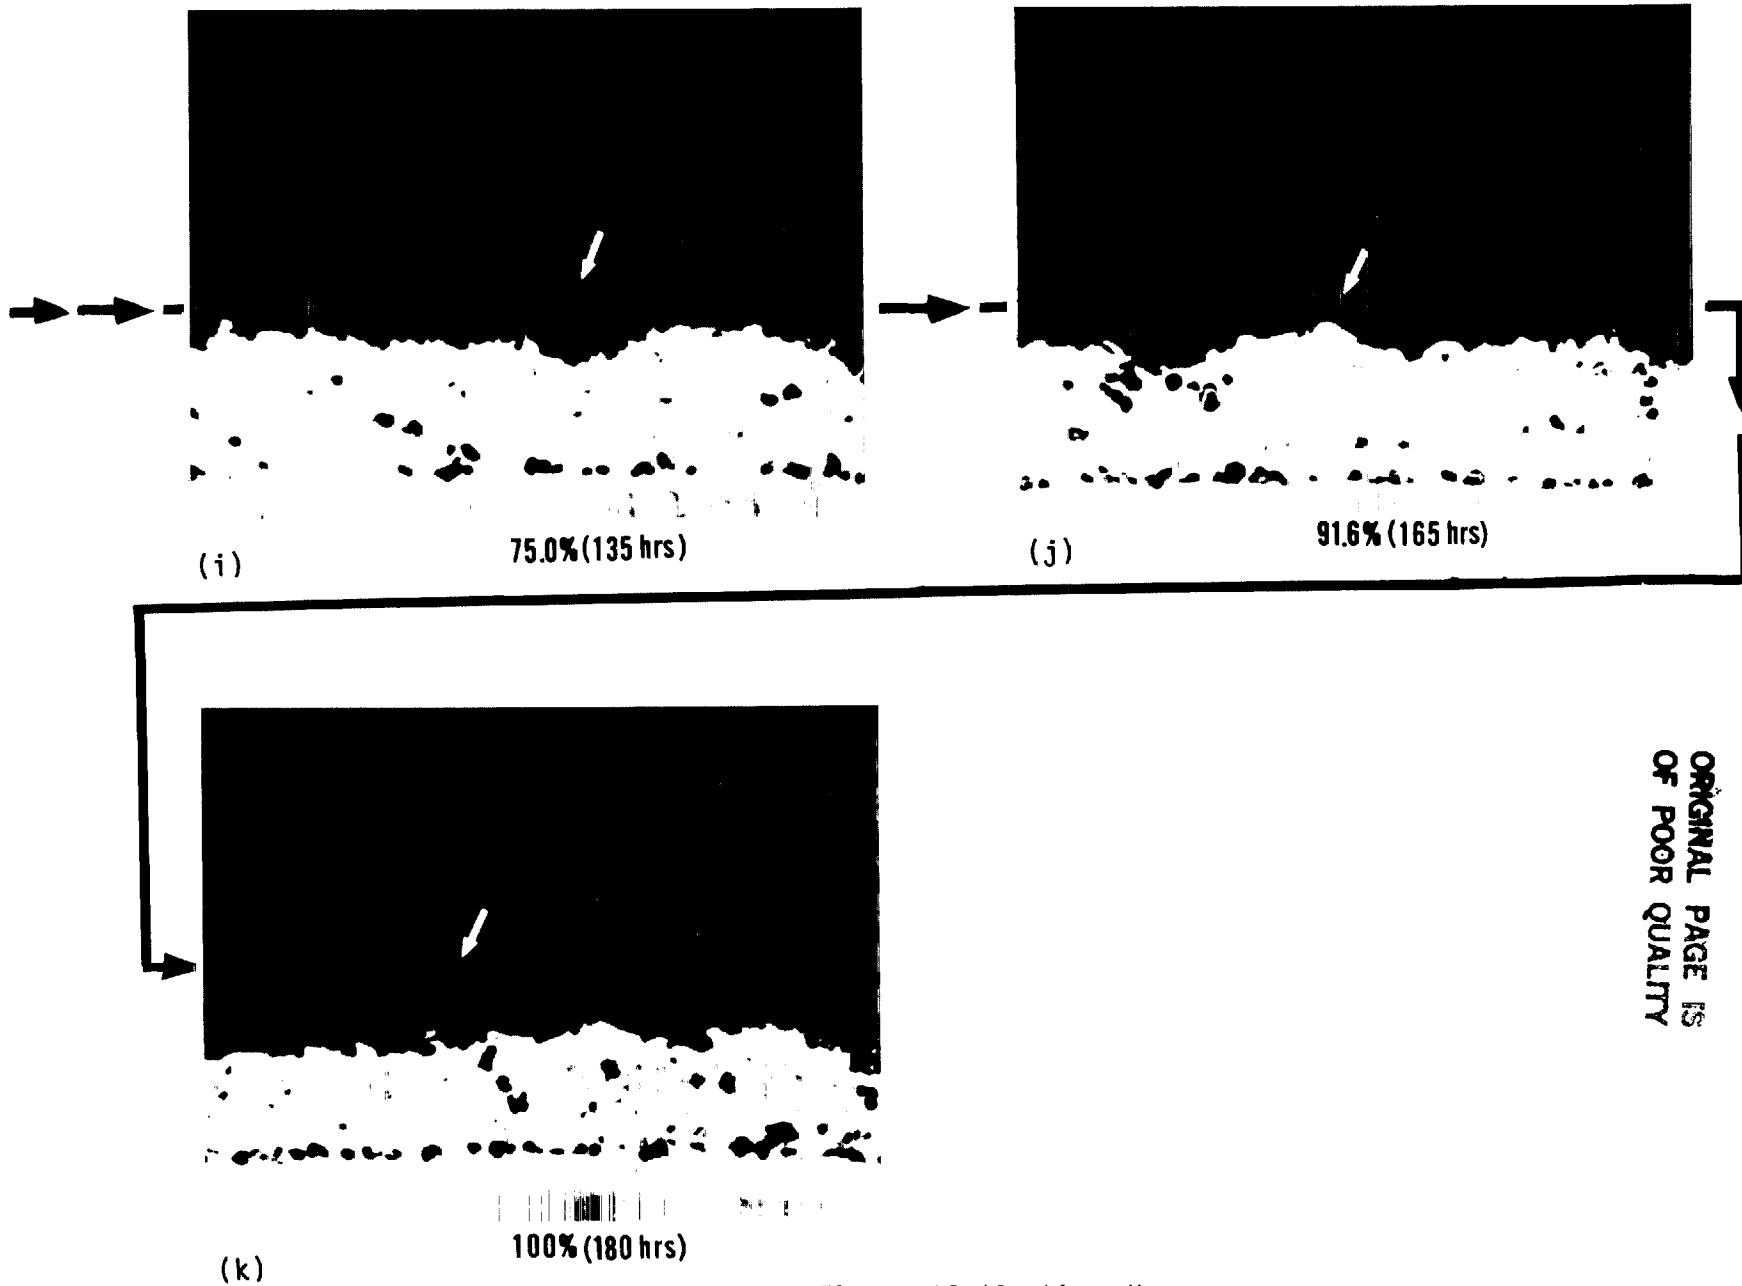 75.0% (135 hrs)
(i)
91.6% (165 hrs)
(j)
100% (180 hrs)
(k)
ORIGINAL PAGE IS
OF POOR QUALITY